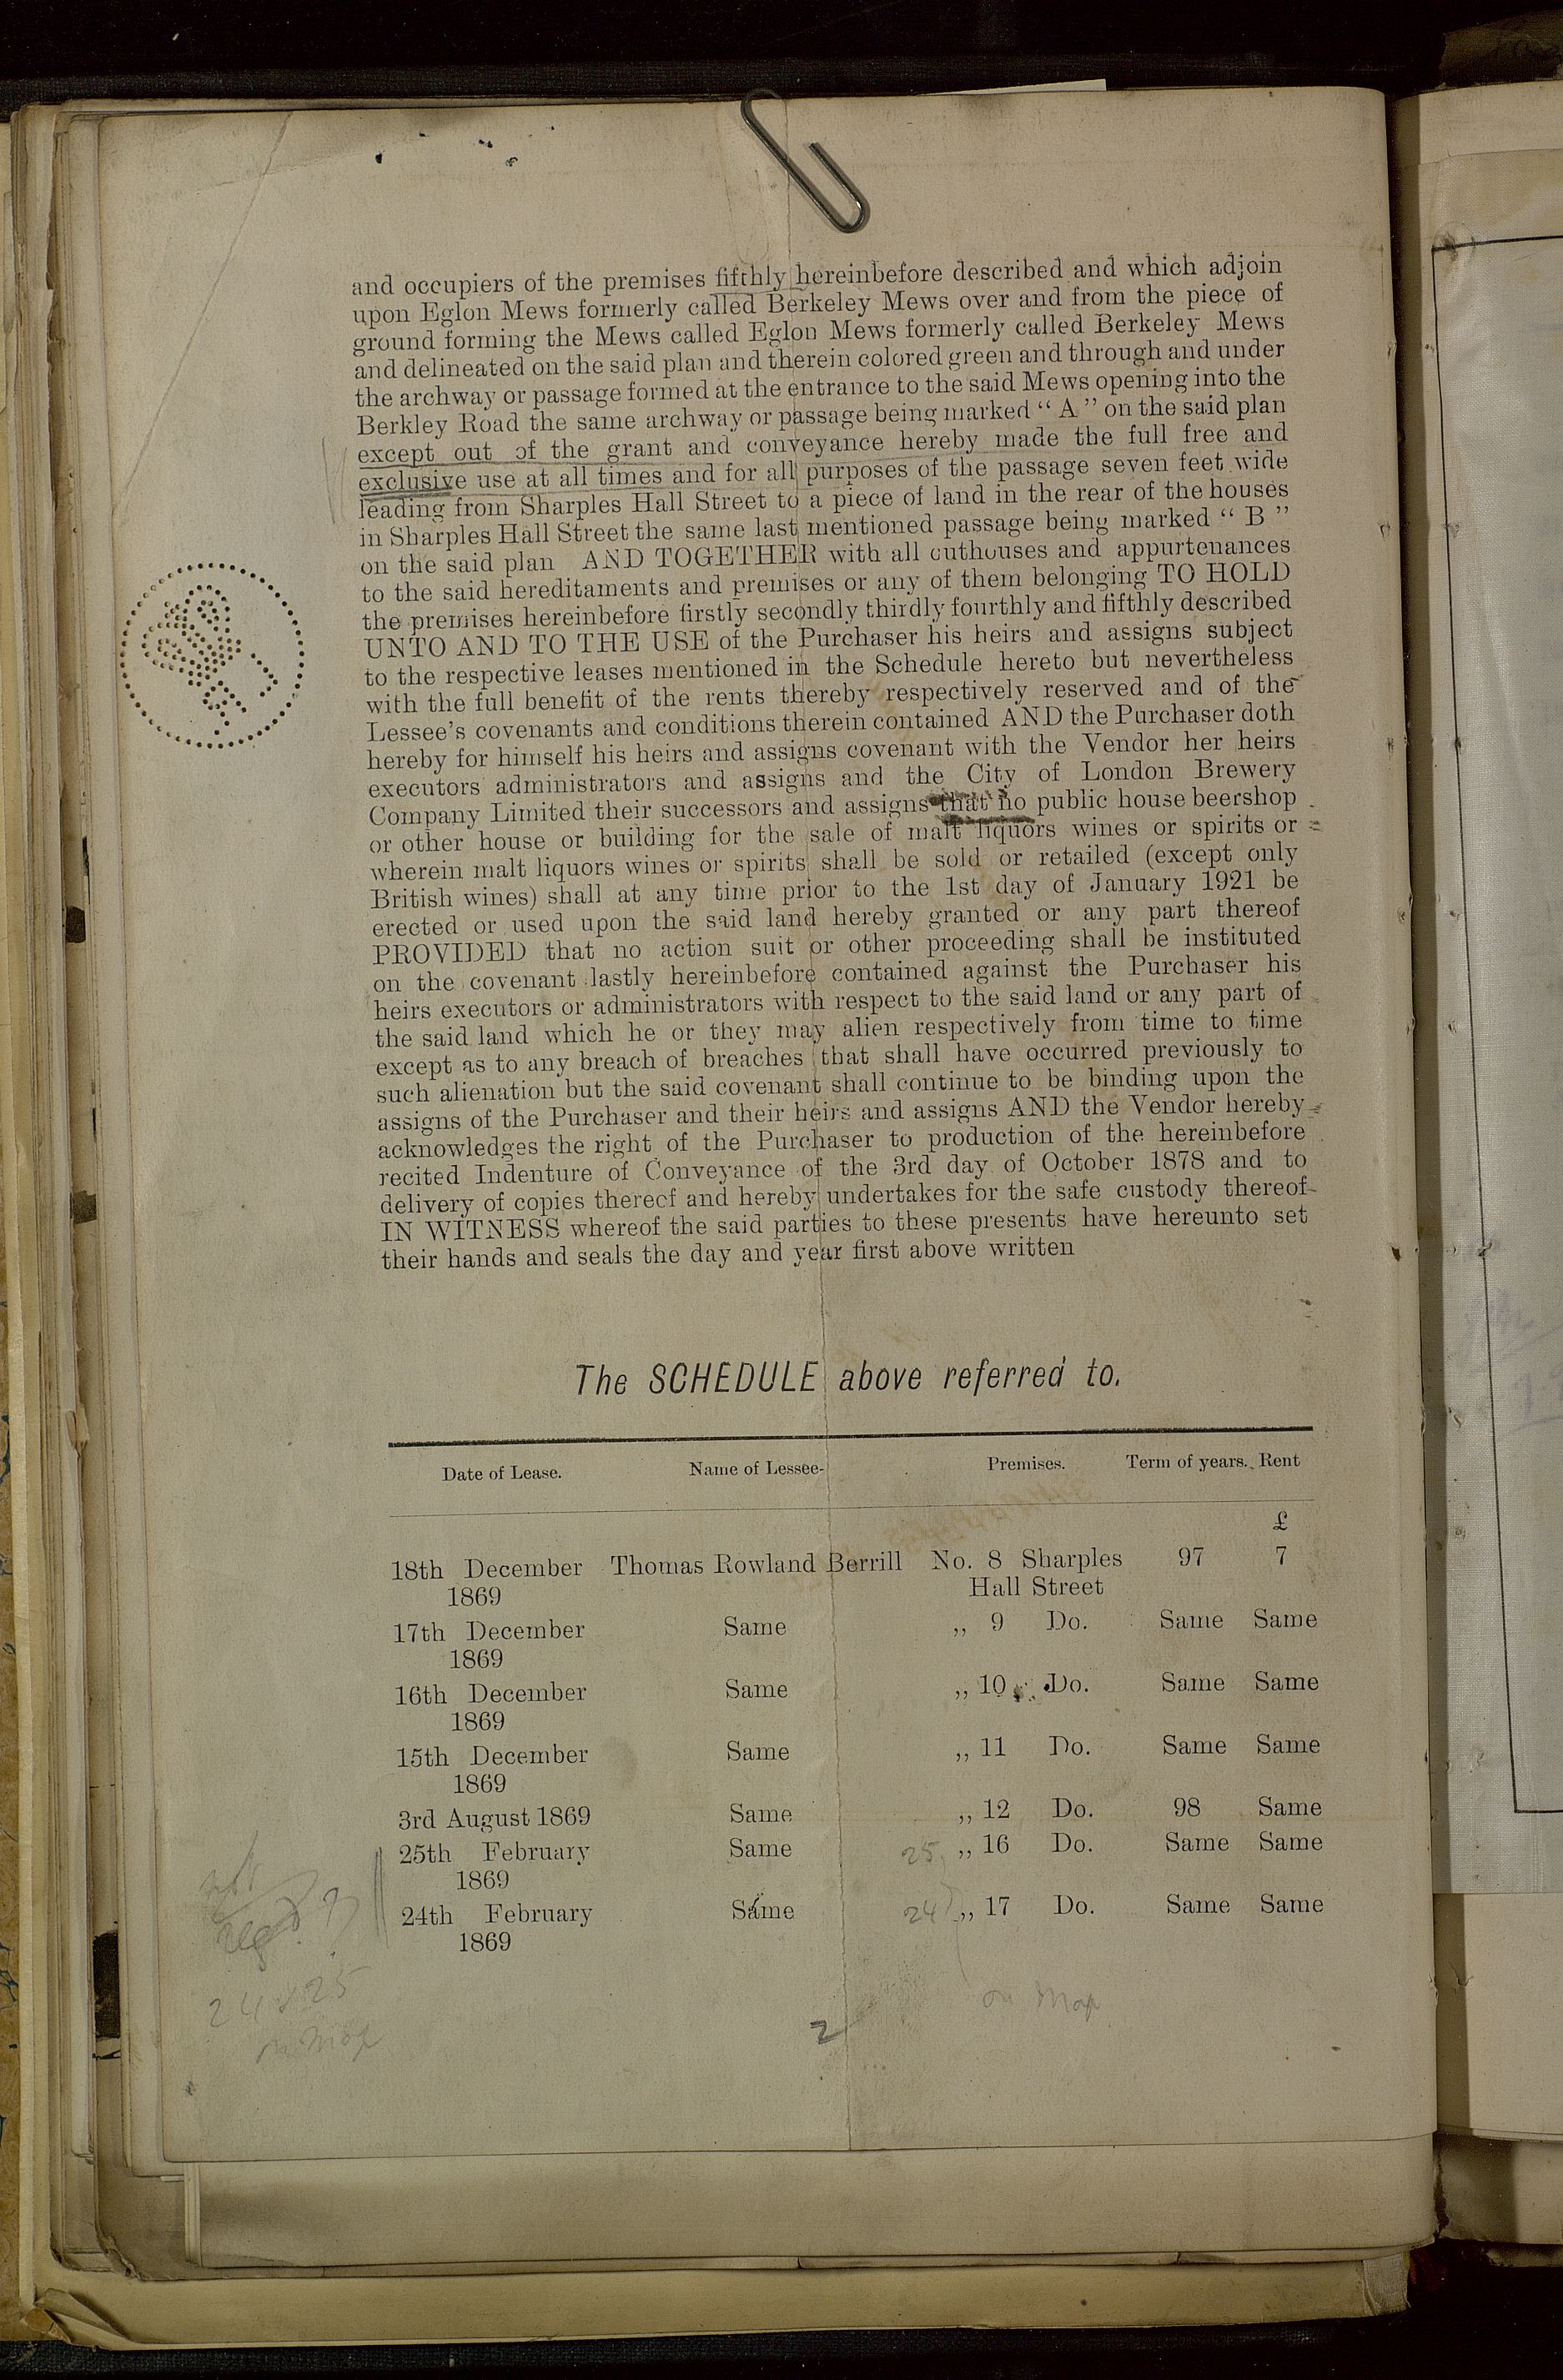 and occupiers of the premises fifthly hereinbefore described and which adjoin
upon Eglon Mews formerly called Berkeley Mews over and from the piece of
ground forming the Mews called Eglon Mews formerly called Berkeley Mews
and delineated on the said plan and therein colored green and through and under
the archway or passage formed at the entrance to the said Mews opening into the
Berkley Road the same archway or passage being marked “ A ” on the said plan
except out of the grant and conveyance hereby made the full free and
exclusive use at all times and for all purposes of the passage seven feet wide
leading from Sharples Hall Street to a piece of land in the rear of the houses
in Sharples Hall Street the same last mentioned passage being marked “ B ”
on the said plan AND TOGETHER with all outhouses and appurtenances
to the said hereditaments and premises or any of them belonging TO HOLD
the premises hereinbefore firstly secondly thirdly fourthly and fifthly described
UNTO AND TO THE USE of the Purchaser his heirs and assigns subject
to the respective leases mentioned in the Schedule hereto but nevertheless
with the full benefit of the rents thereby respectively reserved and of the
Lessee's covenants and conditions therein contained AND the Purchaser doth
hereby for himself his heirs and assigns covenant with the Vendor her heirs
executors administrators and assigns and the City of London Brewery
Company Limited their successors and assigns that no public house beershop
or other house or building for the sale of malt liquors wines or spirits or
wherein malt liquors wines or spirits shall be sold or retailed (except only
British wines) shall at any time prior to the 1st day of January 1921 be
erected or used upon the said land hereby granted or any part thereof
PROVIDED that no action suit or other proceeding shall be instituted
on the covenant lastly hereinbefore contained against the Purchaser his
heirs executors or administrators with respect to the said land or any part of
the said land which he or they may alien respectively from time to time
except as to any breach of breaches that shall have occurred previously to
such alienation but the said covenant shall continue to be binding upon the
assigns of the Purchaser and their heirs and assigns AND the Vendor hereby
acknowledges the right of the Purchaser to production of the hereinbefore
recited Indenture of Conveyance of the 3rd day of October 1878 and to
delivery of copies thereof and hereby undertakes for the safe custody thereof
IN WITNESS whereof the said parties to these presents have hereunto set
their hands and seals the day and year first above written
The SCHEDULE above referred to.
Date of Lease. Name of Lessee- Premises. Term of years. Rent
£
18th December Thomas Rowland Berrill No. 8 Sharples 97 7
1869 Hall Street
17th December Same „ 9 Do. Same Same
1869
16th December Same „ 10 Do. Same Same
1869
15th December Same „ 11 Do. Same Same
1869
3rd August 1869 Same „ 12 Do. 98 Same
25th February Same 25 „ 16 Do. Same Same
1869
24th February Same 24 „ 17 Do. Same Same
1869
24 & 25
on map
on map
2